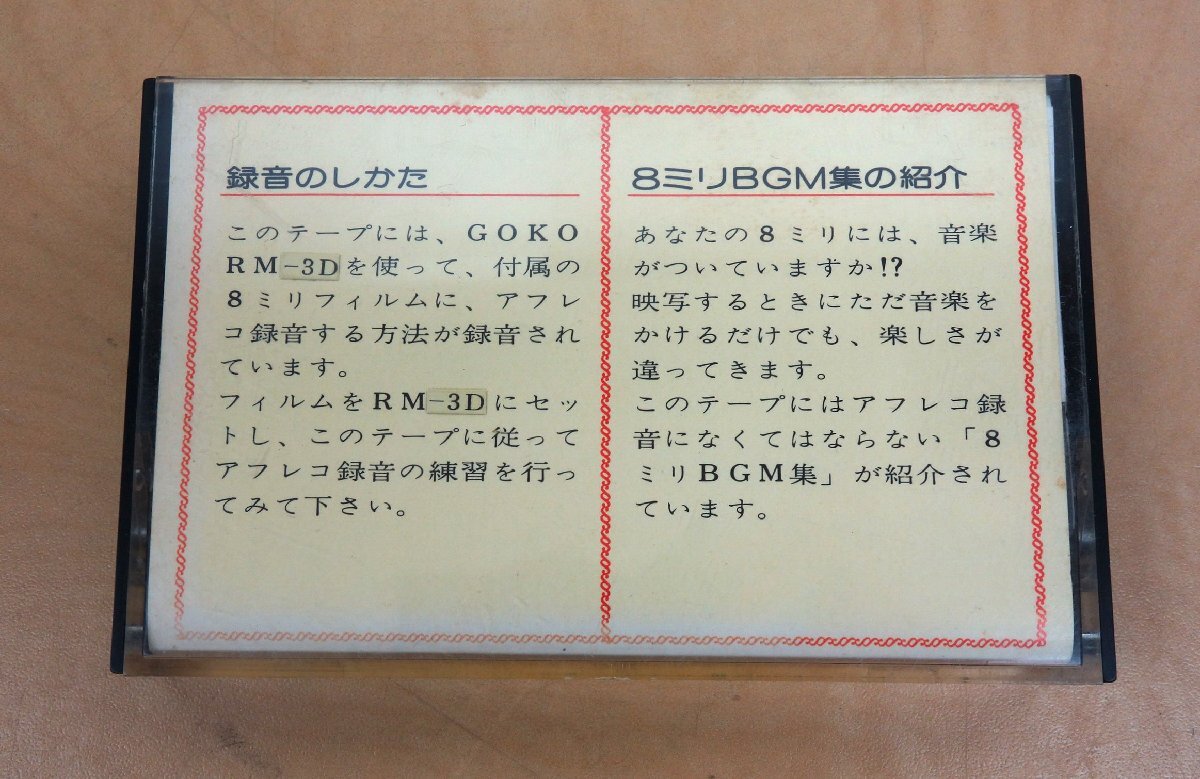 録音のしかた
このテープには、GOKO
RM-3Dを使って、付属の
8ミリフィルムに、アフレ
コ録音する方法が録音され
ています。
フィルムをRM-3Dにセッ
トし、このテープに従って
アフレコ録音の練習を行っ
てみて下さい。
8ミリBGM集の紹介
あなたの8ミリには、音楽
がついていますか!?
映写するときにただ音楽を
かけるだけでも、楽しさが
違ってきます。
このテープにはアフレコ録
音になくてはならない「8
ミリBGM集」が紹介され
ています。